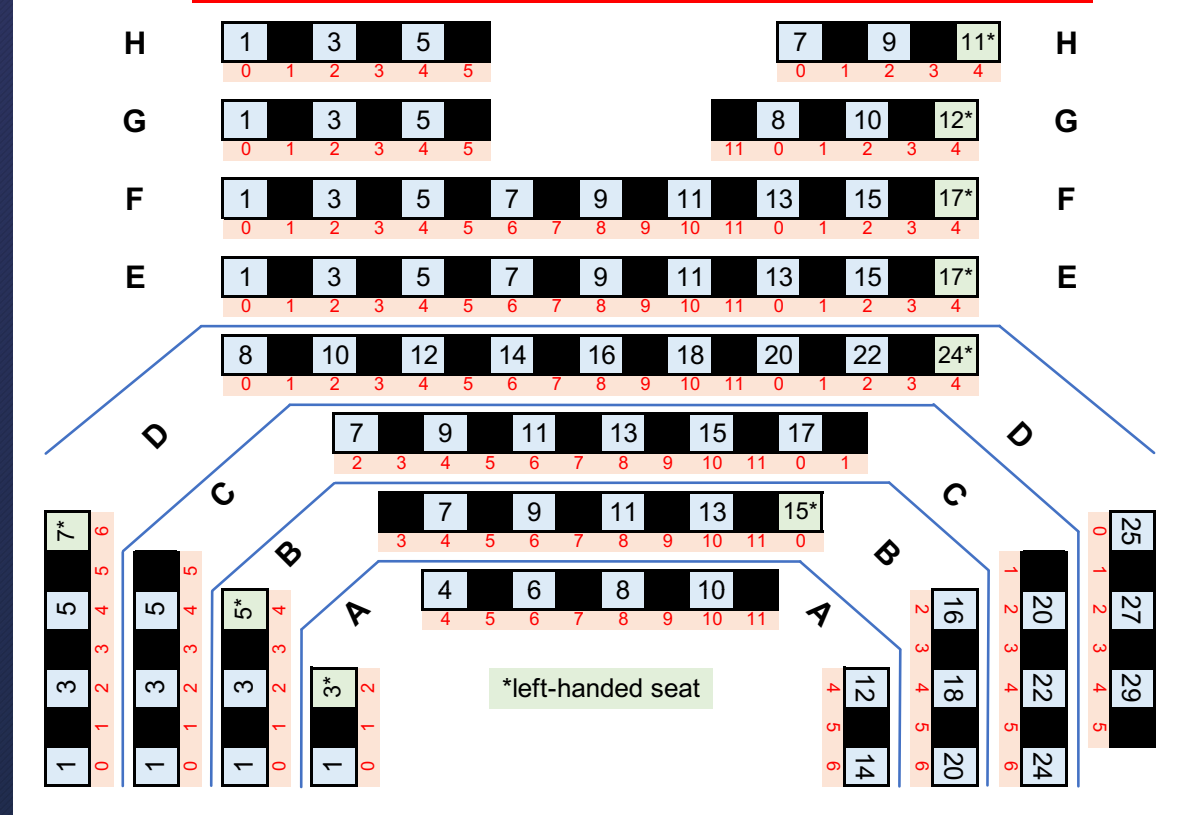 H 1 3 5 7 9 11* H
0 1 2 3 4 5 0 1 2 3 4
G 1 3 5 8 10 12* G
0 1 2 3 4 5 11 0 1 2 3 4
F 1 3 5 7 9 11 13 15 17* F
0 1 2 3 4 5 6 7 8 9 10 11 0 1 2 3 4
E 1 3 5 7 9 11 13 15 17* E
0 1 2 3 4 5 6 7 8 9 10 11 0 1 2 3 4
8 10 12 14 16 18 20 22 24*
0 1 2 3 4 5 6 7 8 9 10 11 0 1 2 3 4
D D
7 9 11 13 15 17
2 3 4 5 6 7 8 9 10 11 0 1
C C
7 9 11 13 15*
3 4 5 6 7 8 9 10 11 0
B B
4 6 8 10
4 5 6 7 8 9 10 11
A A
*left-handed seat
1 3 5 7*
0 1 2 3 4 5 6
1 3 5
0 1 2 3 4 5
1 3 5*
0 1 2 3 4
1 3*
0 1 2
12 14
4 5 6
16 18 20
2 3 4 5 6
20 22 24
1 2 3 4 5 6
25 27 29
0 1 2 3 4 5